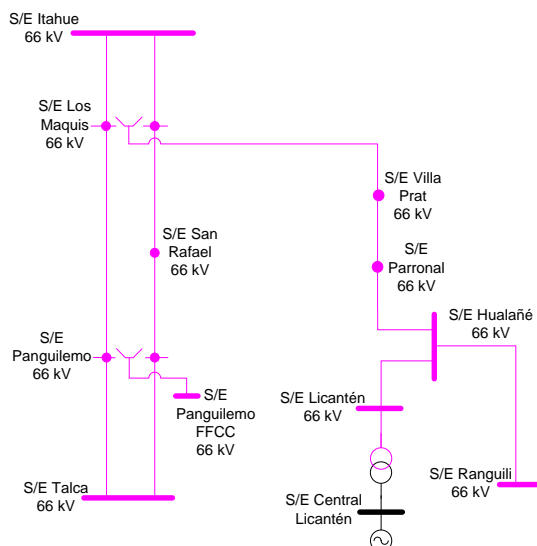 S/E Itahue
66 kV
S/E Los
Maquis
66 kV
S/E Villa
Prat
66 kV
S/E San
Rafael
66 kV
S/E
Parronal
66 kV
S/E Hualañé
66 kV
S/E
Panguilemo
66 kV
S/E
Panguilemo
FFCC
66 kV
S/E Licantén
66 kV
S/E Talca
66 kV
S/E Ranguili
66 kV
S/E Central
Licantén